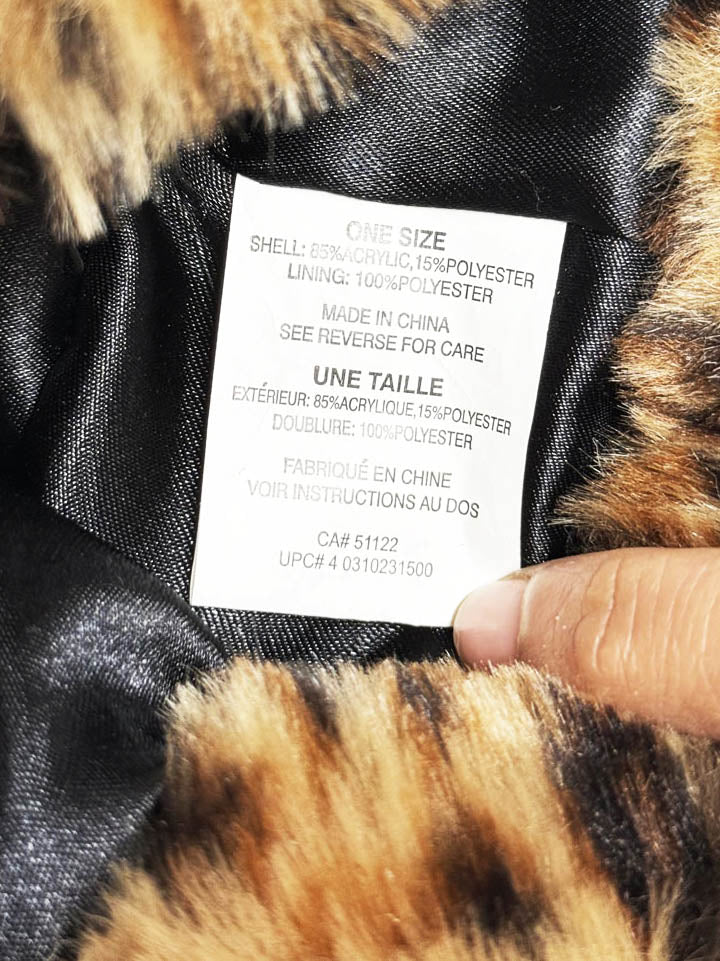 ONE SIZE
SHELL: 85%ACRYLIC,15%POLYESTER
LINING: 100%POLYESTER
MADE IN CHINA
SEE REVERSE FOR CARE
UNE TAILLE
EXTÉRIEUR: 85%ACRYLIQUE,15%POLYESTER
DOUBLURE: 100%POLYESTER
FABRIQUÉ EN CHINE
VOIR INSTRUCTIONS AU DOS
CA# 51122
UPC# 4 0310231500